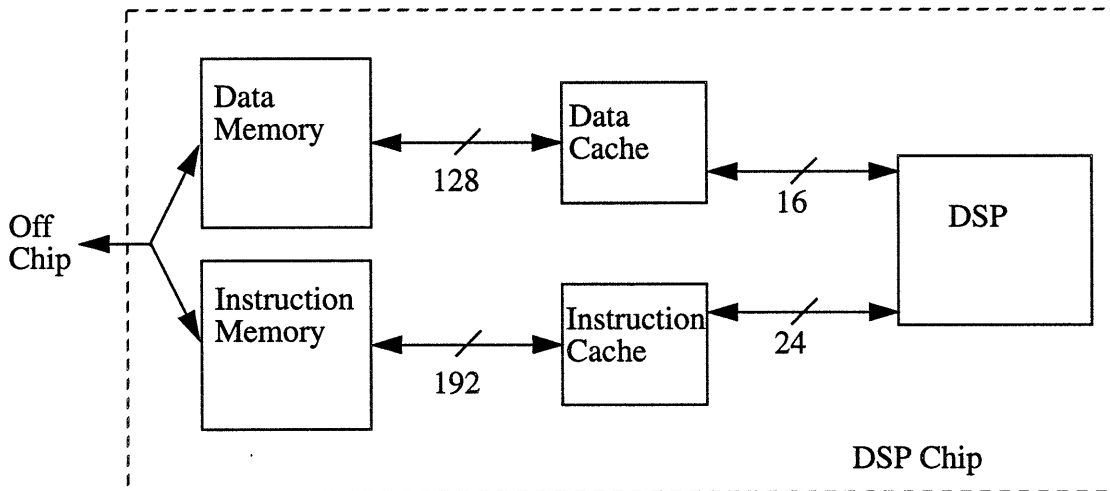 Data
Memory
128
Data
Cache
16
DSP
Off
Chip
Instruction
Memory
192
Instruction
Cache
24
DSP Chip